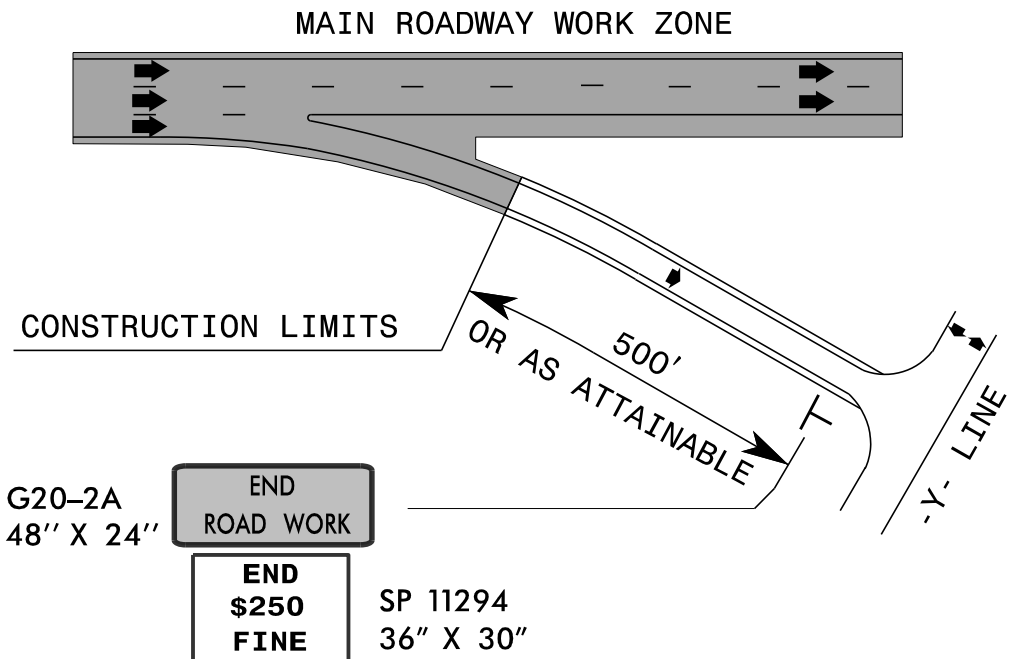 MAIN ROADWAY WORK ZONE
CONSTRUCTION LIMITS
500'
OR AS ATTAINABLE
-Y- LINE
G20-2A
48'' X 24''
END
ROAD WORK
END
$250
FINE
SP 11294
36" X 30"